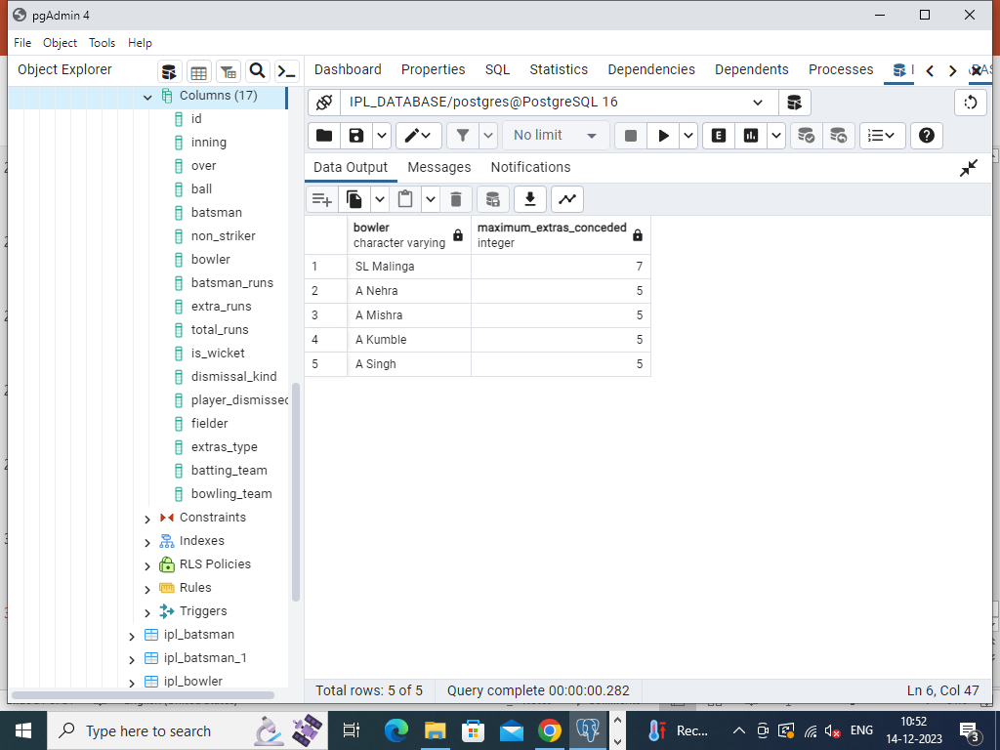 pgAdmin 4
File Object Tools Help
Object Explorer
Dashboard Properties SQL Statistics Dependencies Dependents Processes
Columns (17)
id
inning
over
ball
batsman
non_striker
bowler
batsman_runs
extra_runs
total_runs
is_wicket
dismissal_kind
player_dismissed
fielder
extras_type
batting_team
bowling_team
Constraints
Indexes
RLS Policies
Rules
Triggers
ipl_batsman
ipl_batsman_1
ipl_bowler
IPL_DATABASE/postgres@PostgreSQL 16
No limit
E
Data Output Messages Notifications
bowler maximum_extras_conceded
character varying integer
1 SL Malinga 7
2 A Nehra 5
3 A Mishra 5
4 A Kumble 5
5 A Singh 5
Total rows: 5 of 5 Query complete 00:00:00.282 Ln 6, Col 47
Type here to search
Rec...
ENG
10:52
14-12-2023
3